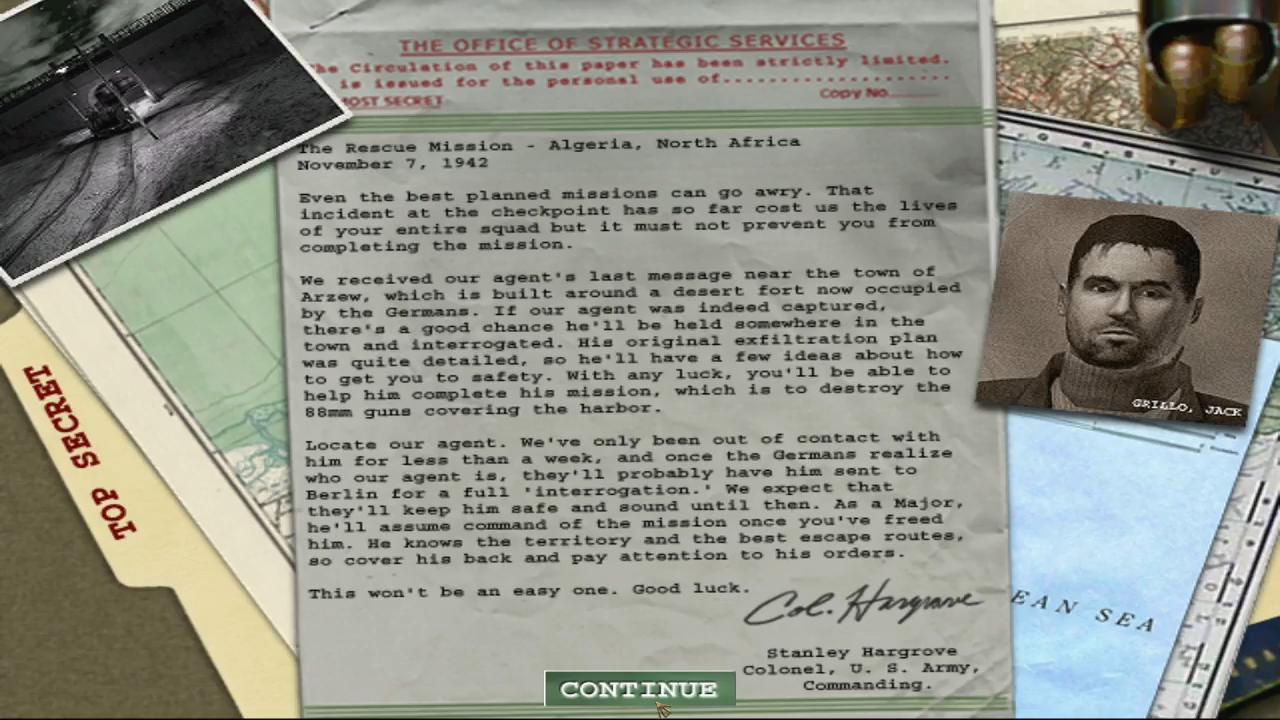 THE OFFICE OF STRATEGIC SERVICES
he Circulation of this paper has been strictly limited.
is issued for the personal use of......................
MOST SECRET
Copy No.........
The Rescue Mission - Algeria, North Africa
November 7, 1942
Even the best planned missions can go awry. That
incident at the checkpoint has so far cost us the lives
of your entire squad but it must not prevent you from
completing the mission.
We received our agent's last message near the town of
Arzew, which is built around a desert fort now occupied
by the Germans. If our agent was indeed captured,
there's a good chance he'll be held somewhere in the
town and interrogated. His original exfiltration plan
was quite detailed, so he'll have a few ideas about how
to get you to safety. With any luck, you'll be able to
help him complete his mission, which is to destroy the
88mm guns covering the harbor.
Locate our agent. We've only been out of contact with
him for less than a week, and once the Germans realize
who our agent is, they'll probably have him sent to
Berlin for a full 'interrogation.' We expect that
they'll keep him safe and sound until then. As a Major,
he'll assume command of the mission once you've freed
him. He knows the territory and the best escape routes,
so cover his back and pay attention to his orders.
This won't be an easy one. Good luck.
Col. Hargrove
Stanley Hargrove
Colonel, U. S. Army,
Commanding.
CONTINUE
TOP SECRET
GRILLO, JACK
EAN SEA